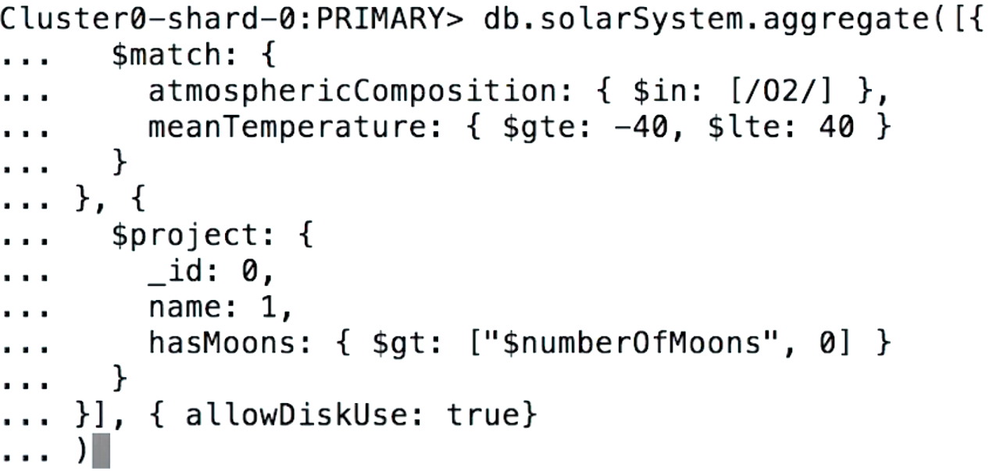 Cluster0-shard-0:PRIMARY> db.solarSystem.aggregate([{
...   $match: {
...     atmosphericComposition: { $in: [/O2/] },
...     meanTemperature: { $gte: -40, $lte: 40 }
...   }
... }, {
...   $project: {
...     _id: 0,
...     name: 1,
...     hasMoons: { $gt: ["$numberOfMoons", 0] }
...   }
... }], { allowDiskUse: true}
... )